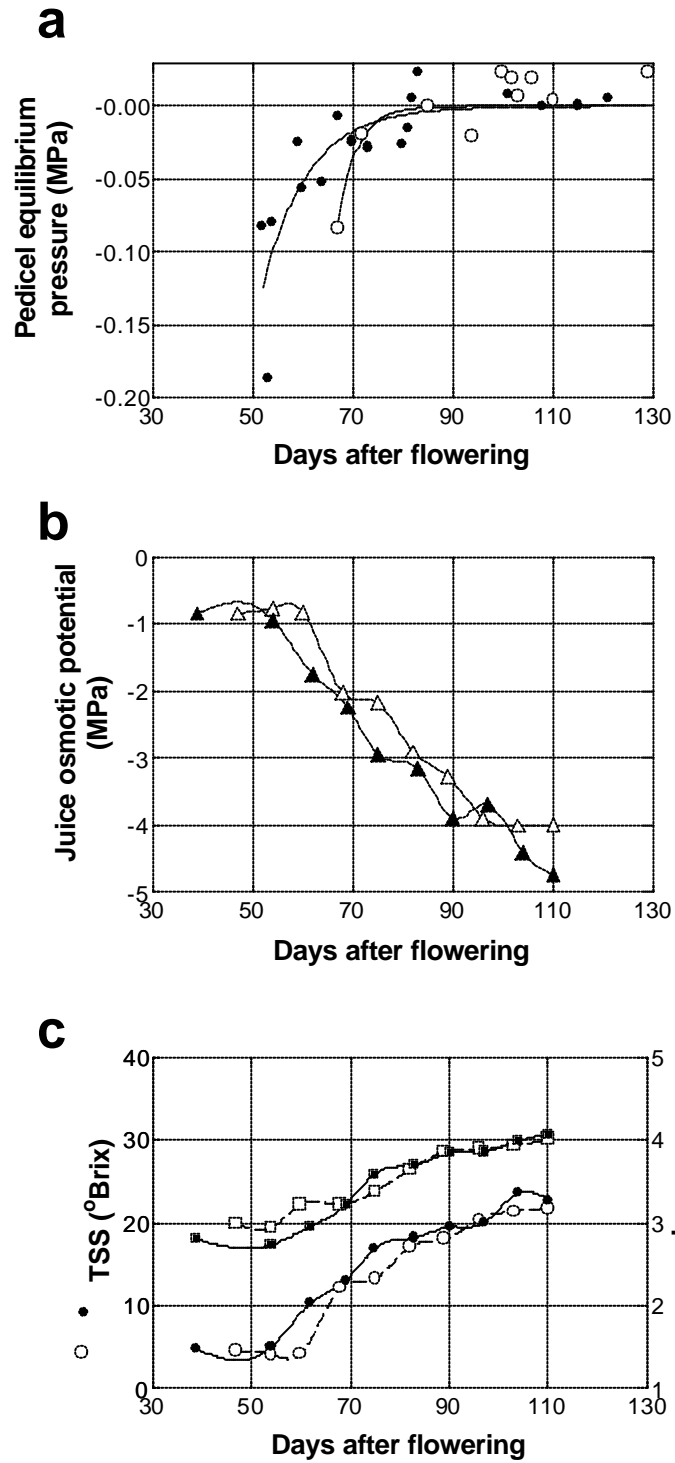 a
Pedicel equilibrium
pressure (MPa)
-0.00
-0.05
-0.10
-0.15
-0.20
30 50 70 90 110 130
Days after flowering
b
Juice osmotic potential
(MPa)
0
-1
-2
-3
-4
-5
30 50 70 90 110 130
Days after flowering
c
TSS (°Brix)
40
30
20
10
0
5
4
3
2
1
30 50 70 90 110 130
Days after flowering